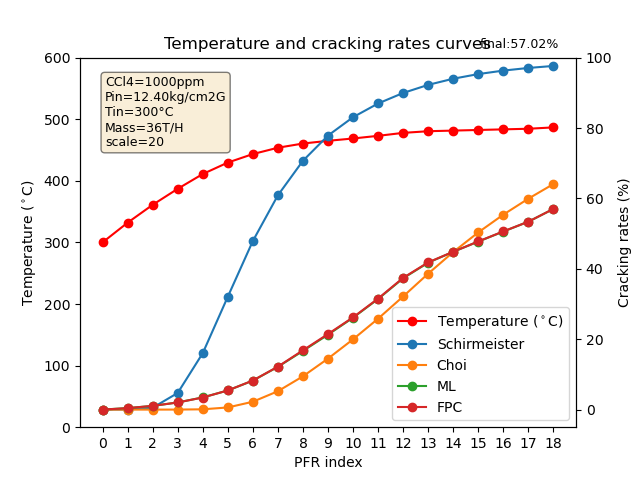 Temperature and cracking rates curves
final:57.02%
CCl4=1000ppm
Pin=12.40kg/cm2G
Tin=300°C
Mass=36T/H
scale=20
Temperature (°C)
600
500
400
300
200
100
0
100
80
60
40
20
0
Cracking rates (%)
Temperature (°C)
Schirmeister
Choi
ML
FPC
0 1 2 3 4 5 6 7 8 9 10 11 12 13 14 15 16 17 18
PFR index